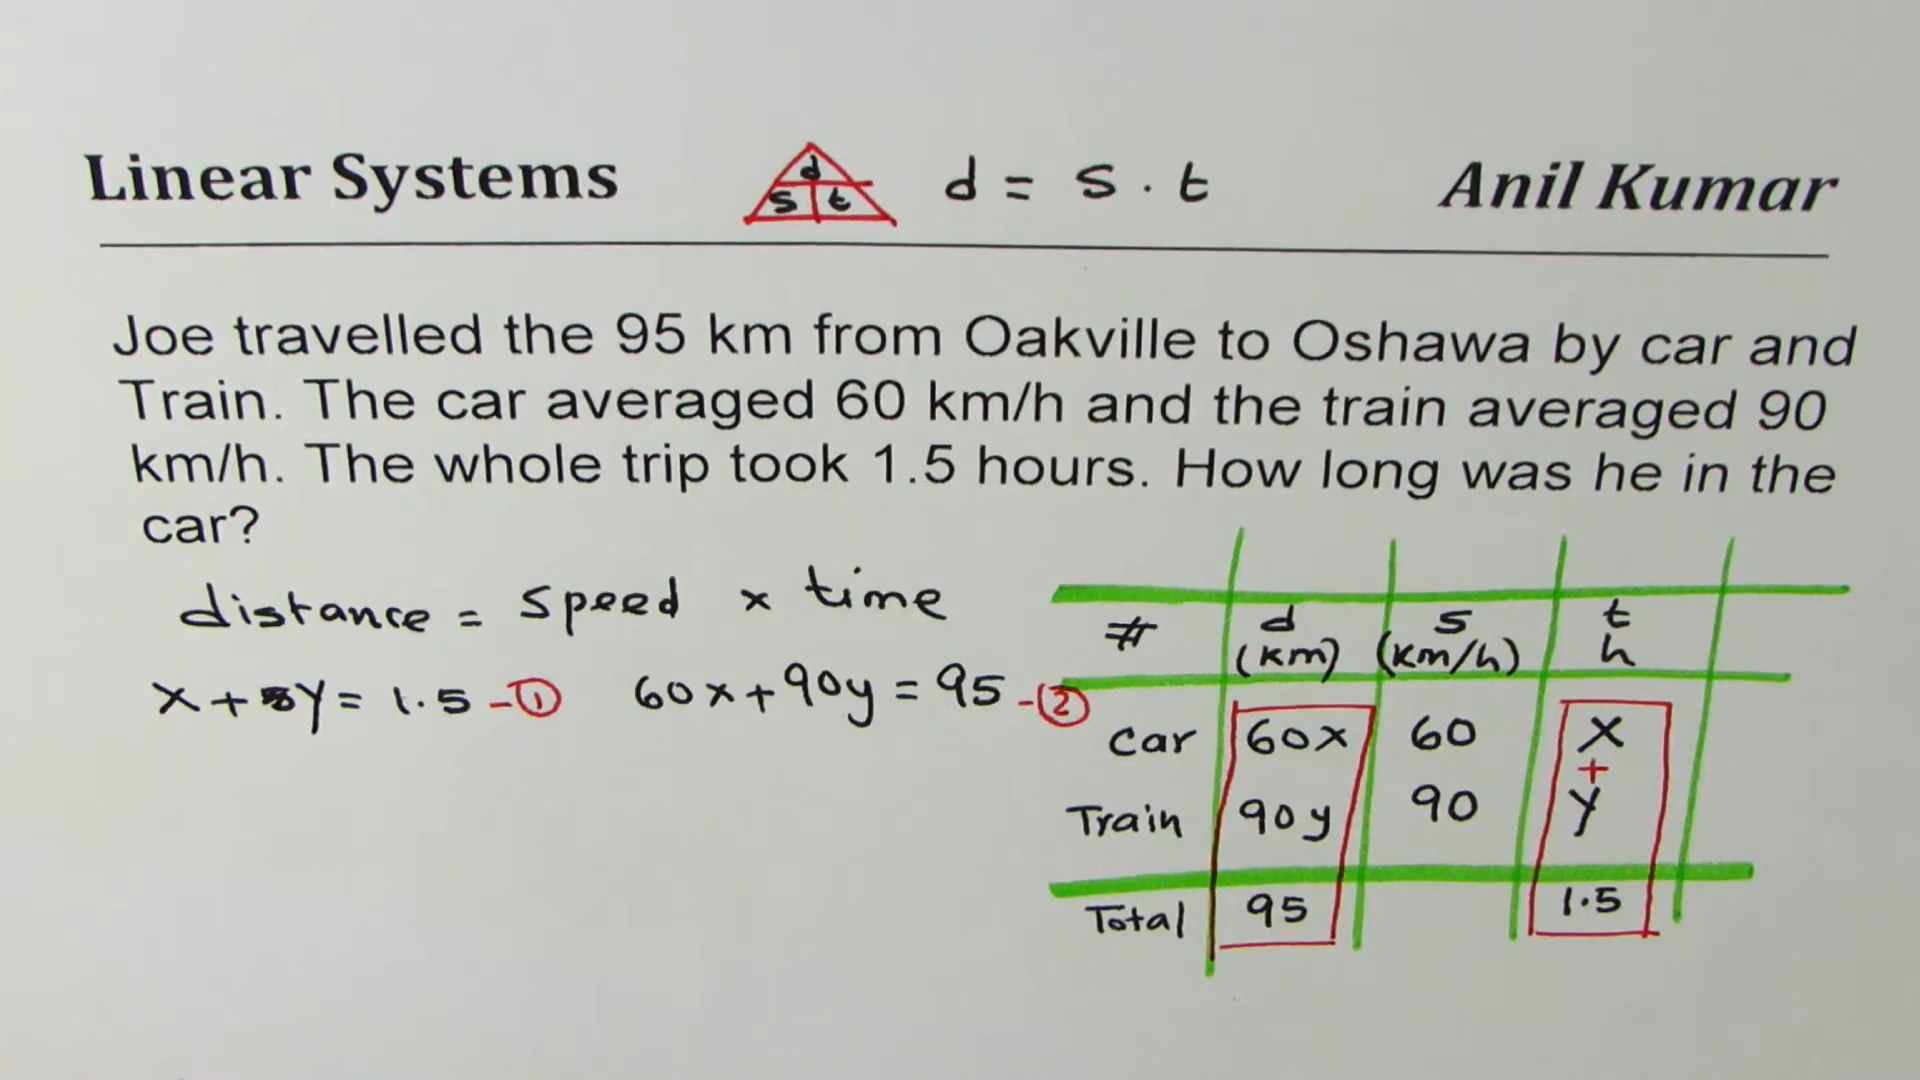 Linear Systems
d
s t
d = s . t
Anil Kumar
Joe travelled the 95 km from Oakville to Oshawa by car and
Train. The car averaged 60 km/h and the train averaged 90
km/h. The whole trip took 1.5 hours. How long was he in the
car?
distance = speed x time
x + y = 1.5 - ①
60x + 90y = 95 - ②
# d s t
(km) (km/h) h
Car 60x 60 x
+
Train 90y 90 y
Total 95 1.5